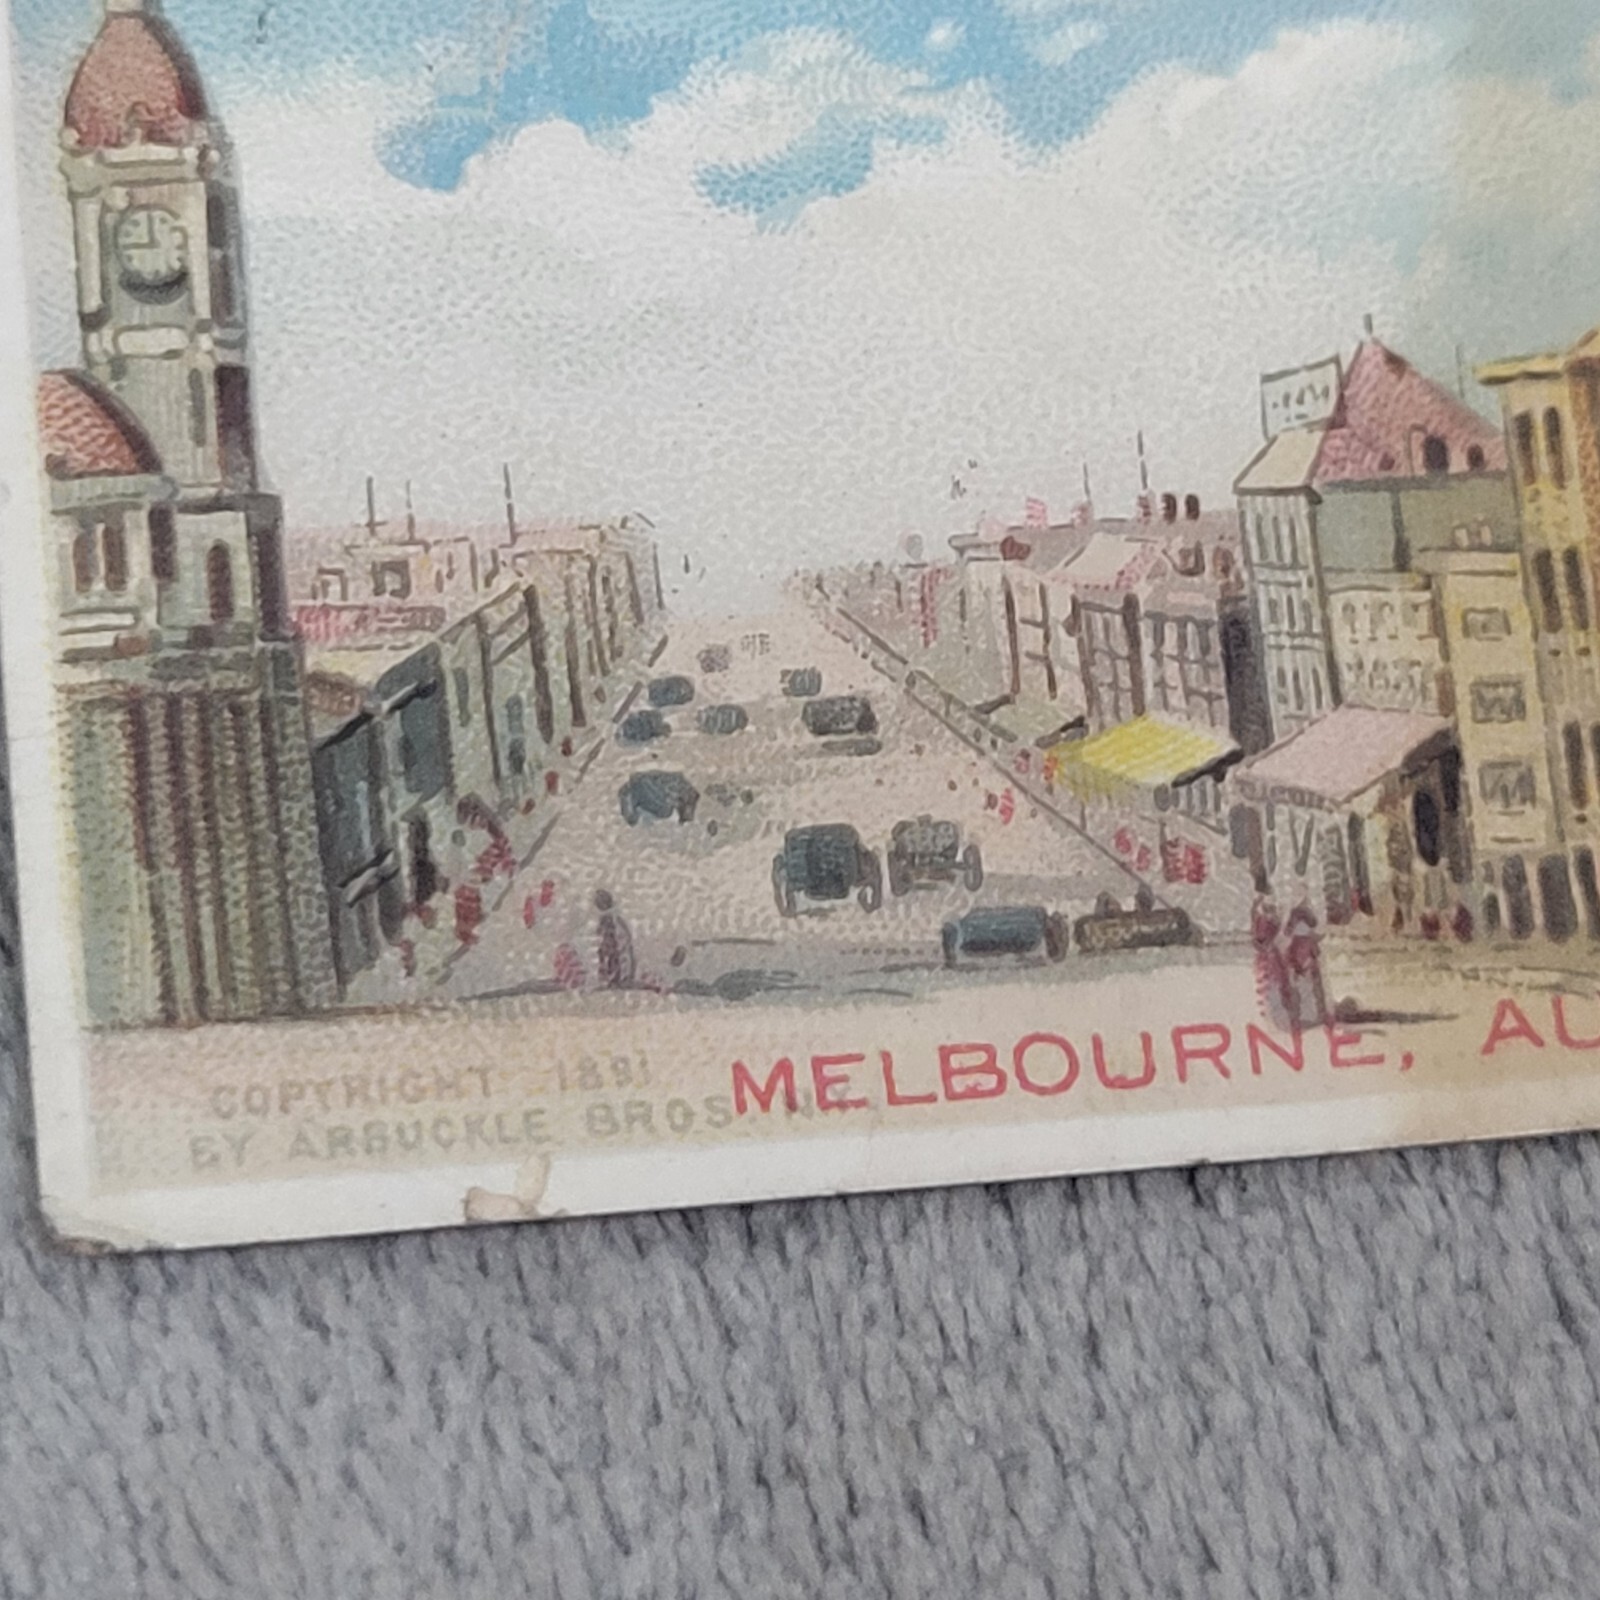 COPYRIGHT 1891
BY ARBUCKLE BROS
MELBOURNE, AU